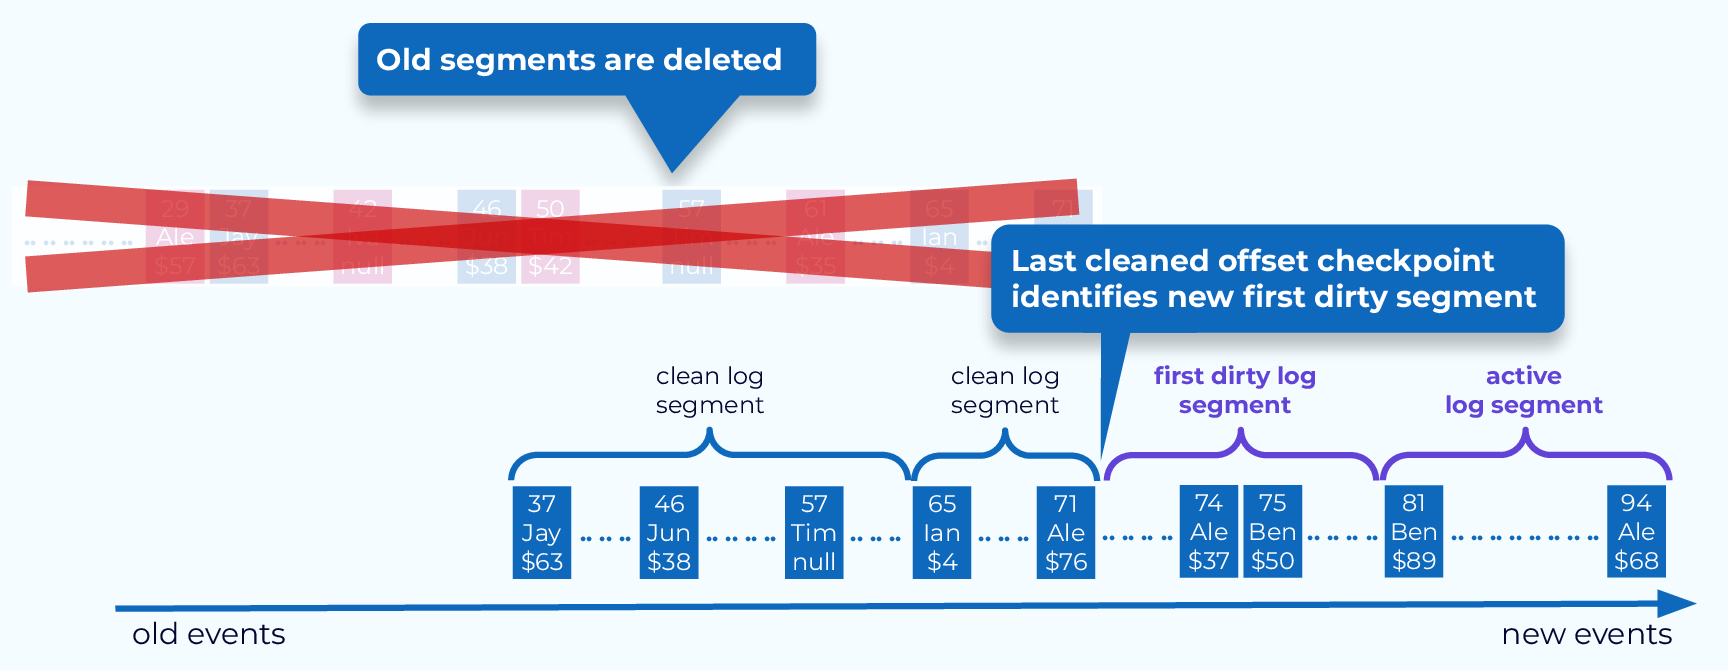 Old segments are deleted
29 37 42 46 50 57 61 65 71
Ale Jay Tim Ale Ian
$57 $63 null $38 $42 null $35 $4
Last cleaned offset checkpoint
identifies new first dirty segment
clean log
segment
clean log
segment
first dirty log
segment
active
log segment
37
Jay
$63
46
Jun
$38
57
Tim
null
65
Ian
$4
71
Ale
$76
74
Ale
$37
75
Ben
$50
81
Ben
$89
94
Ale
$68
old events
new events